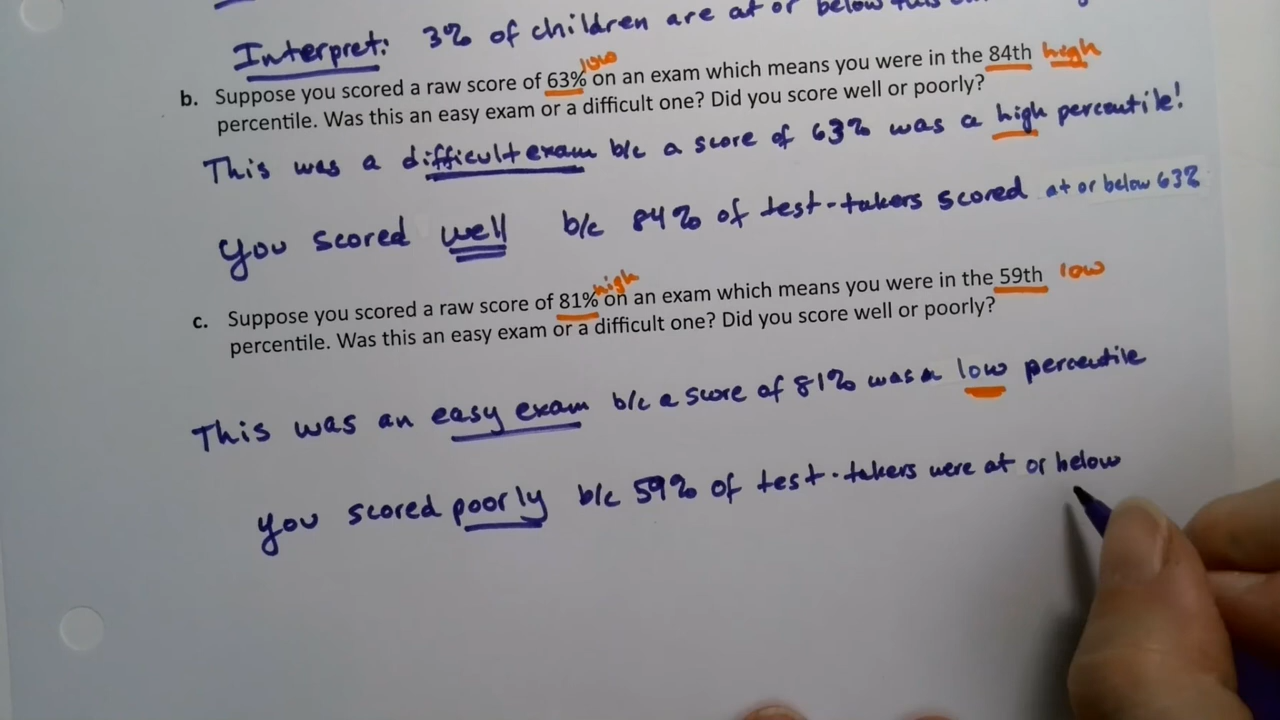 Interpret: 3% of children are at or below this
low
b. Suppose you scored a raw score of 63% on an exam which means you were in the 84th high
percentile. Was this an easy exam or a difficult one? Did you score well or poorly?
This was a difficult exam b/c a score of 63% was a high percentile!
You scored well b/c 84% of test-takers scored at or below 63%
high
c. Suppose you scored a raw score of 81% on an exam which means you were in the 59th low
percentile. Was this an easy exam or a difficult one? Did you score well or poorly?
This was an easy exam b/c a score of 81% was a low percentile
you scored poorly b/c 59% of test-takers were at or below